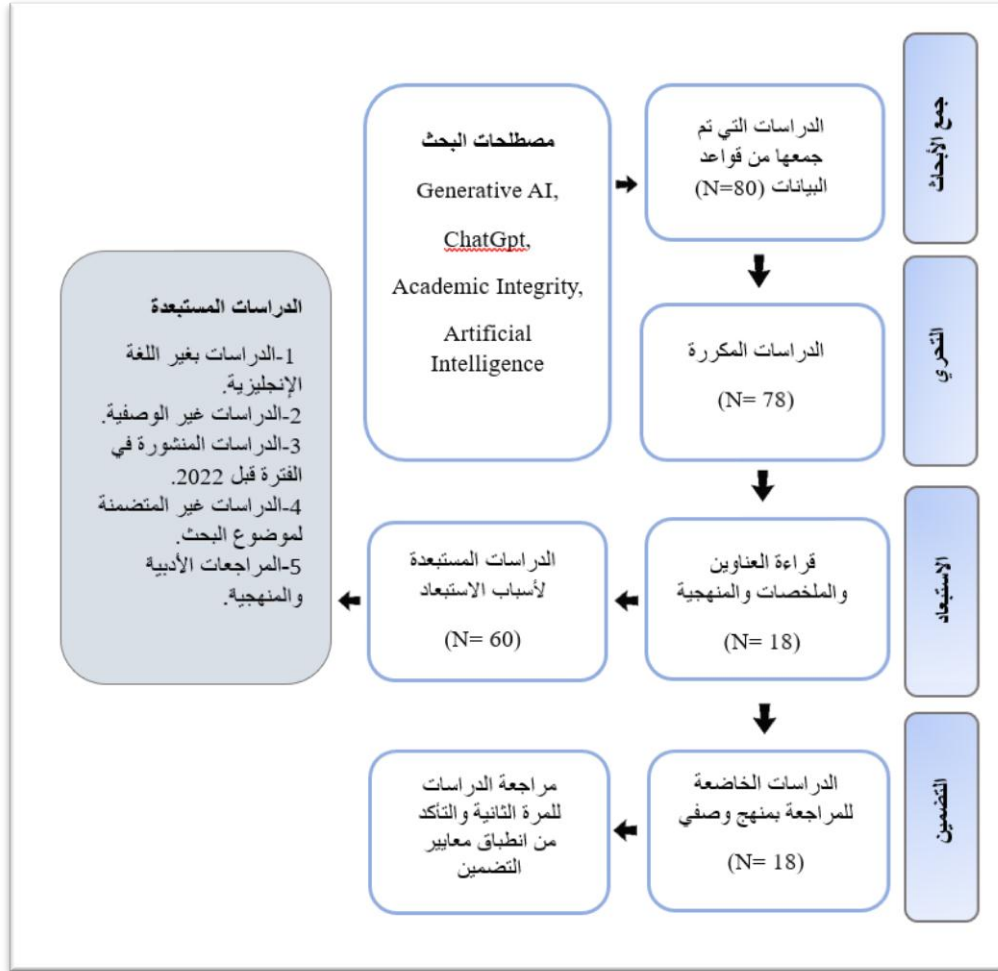 جمع الأبحاث
الدراسات التي تم
جمعها من قواعد
البيانات (N=80)
مصطلحات البحث
Generative AI,
ChatGpt,
Academic Integrity,
Artificial
Intelligence
التحري
الدراسات المكررة
(N= 78)
الاستبعاد
قراءة العناوين
والملخصات والمنهجية
(N= 18)
الدراسات المستبعدة
لأسباب الاستبعاد
(N= 60)
الدراسات المستبعدة
1-الدراسات بغير اللغة
الإنجليزية.
2-الدراسات غير الوصفية.
3-الدراسات المنشورة في
الفترة قبل 2022.
4-الدراسات غير المتضمنة
لموضوع البحث.
5-المراجعات الأدبية
والمنهجية.
التضمين
الدراسات الخاضعة
للمراجعة بمنهج وصفي
(N= 18)
مراجعة الدراسات
للمرة الثانية والتأكد
من انطباق معايير
التضمين